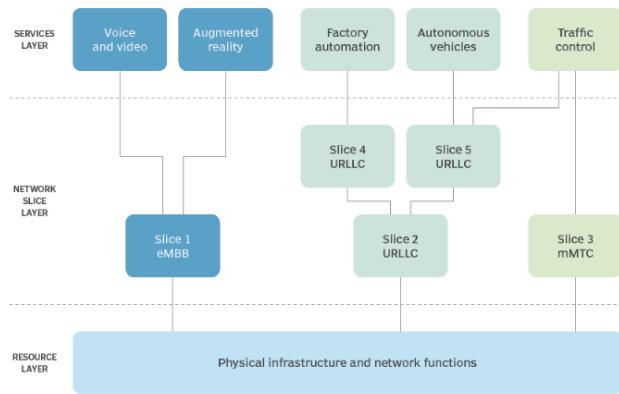 SERVICES
LAYER
Voice
and video
Augmented
reality
Factory
automation
Autonomous
vehicles
Traffic
control
NETWORK
SLICE
LAYER
Slice 4
URLLC
Slice 5
URLLC
Slice 1
eMBB
Slice 2
URLLC
Slice 3
mMTC
RESOURCE
LAYER
Physical infrastructure and network functions